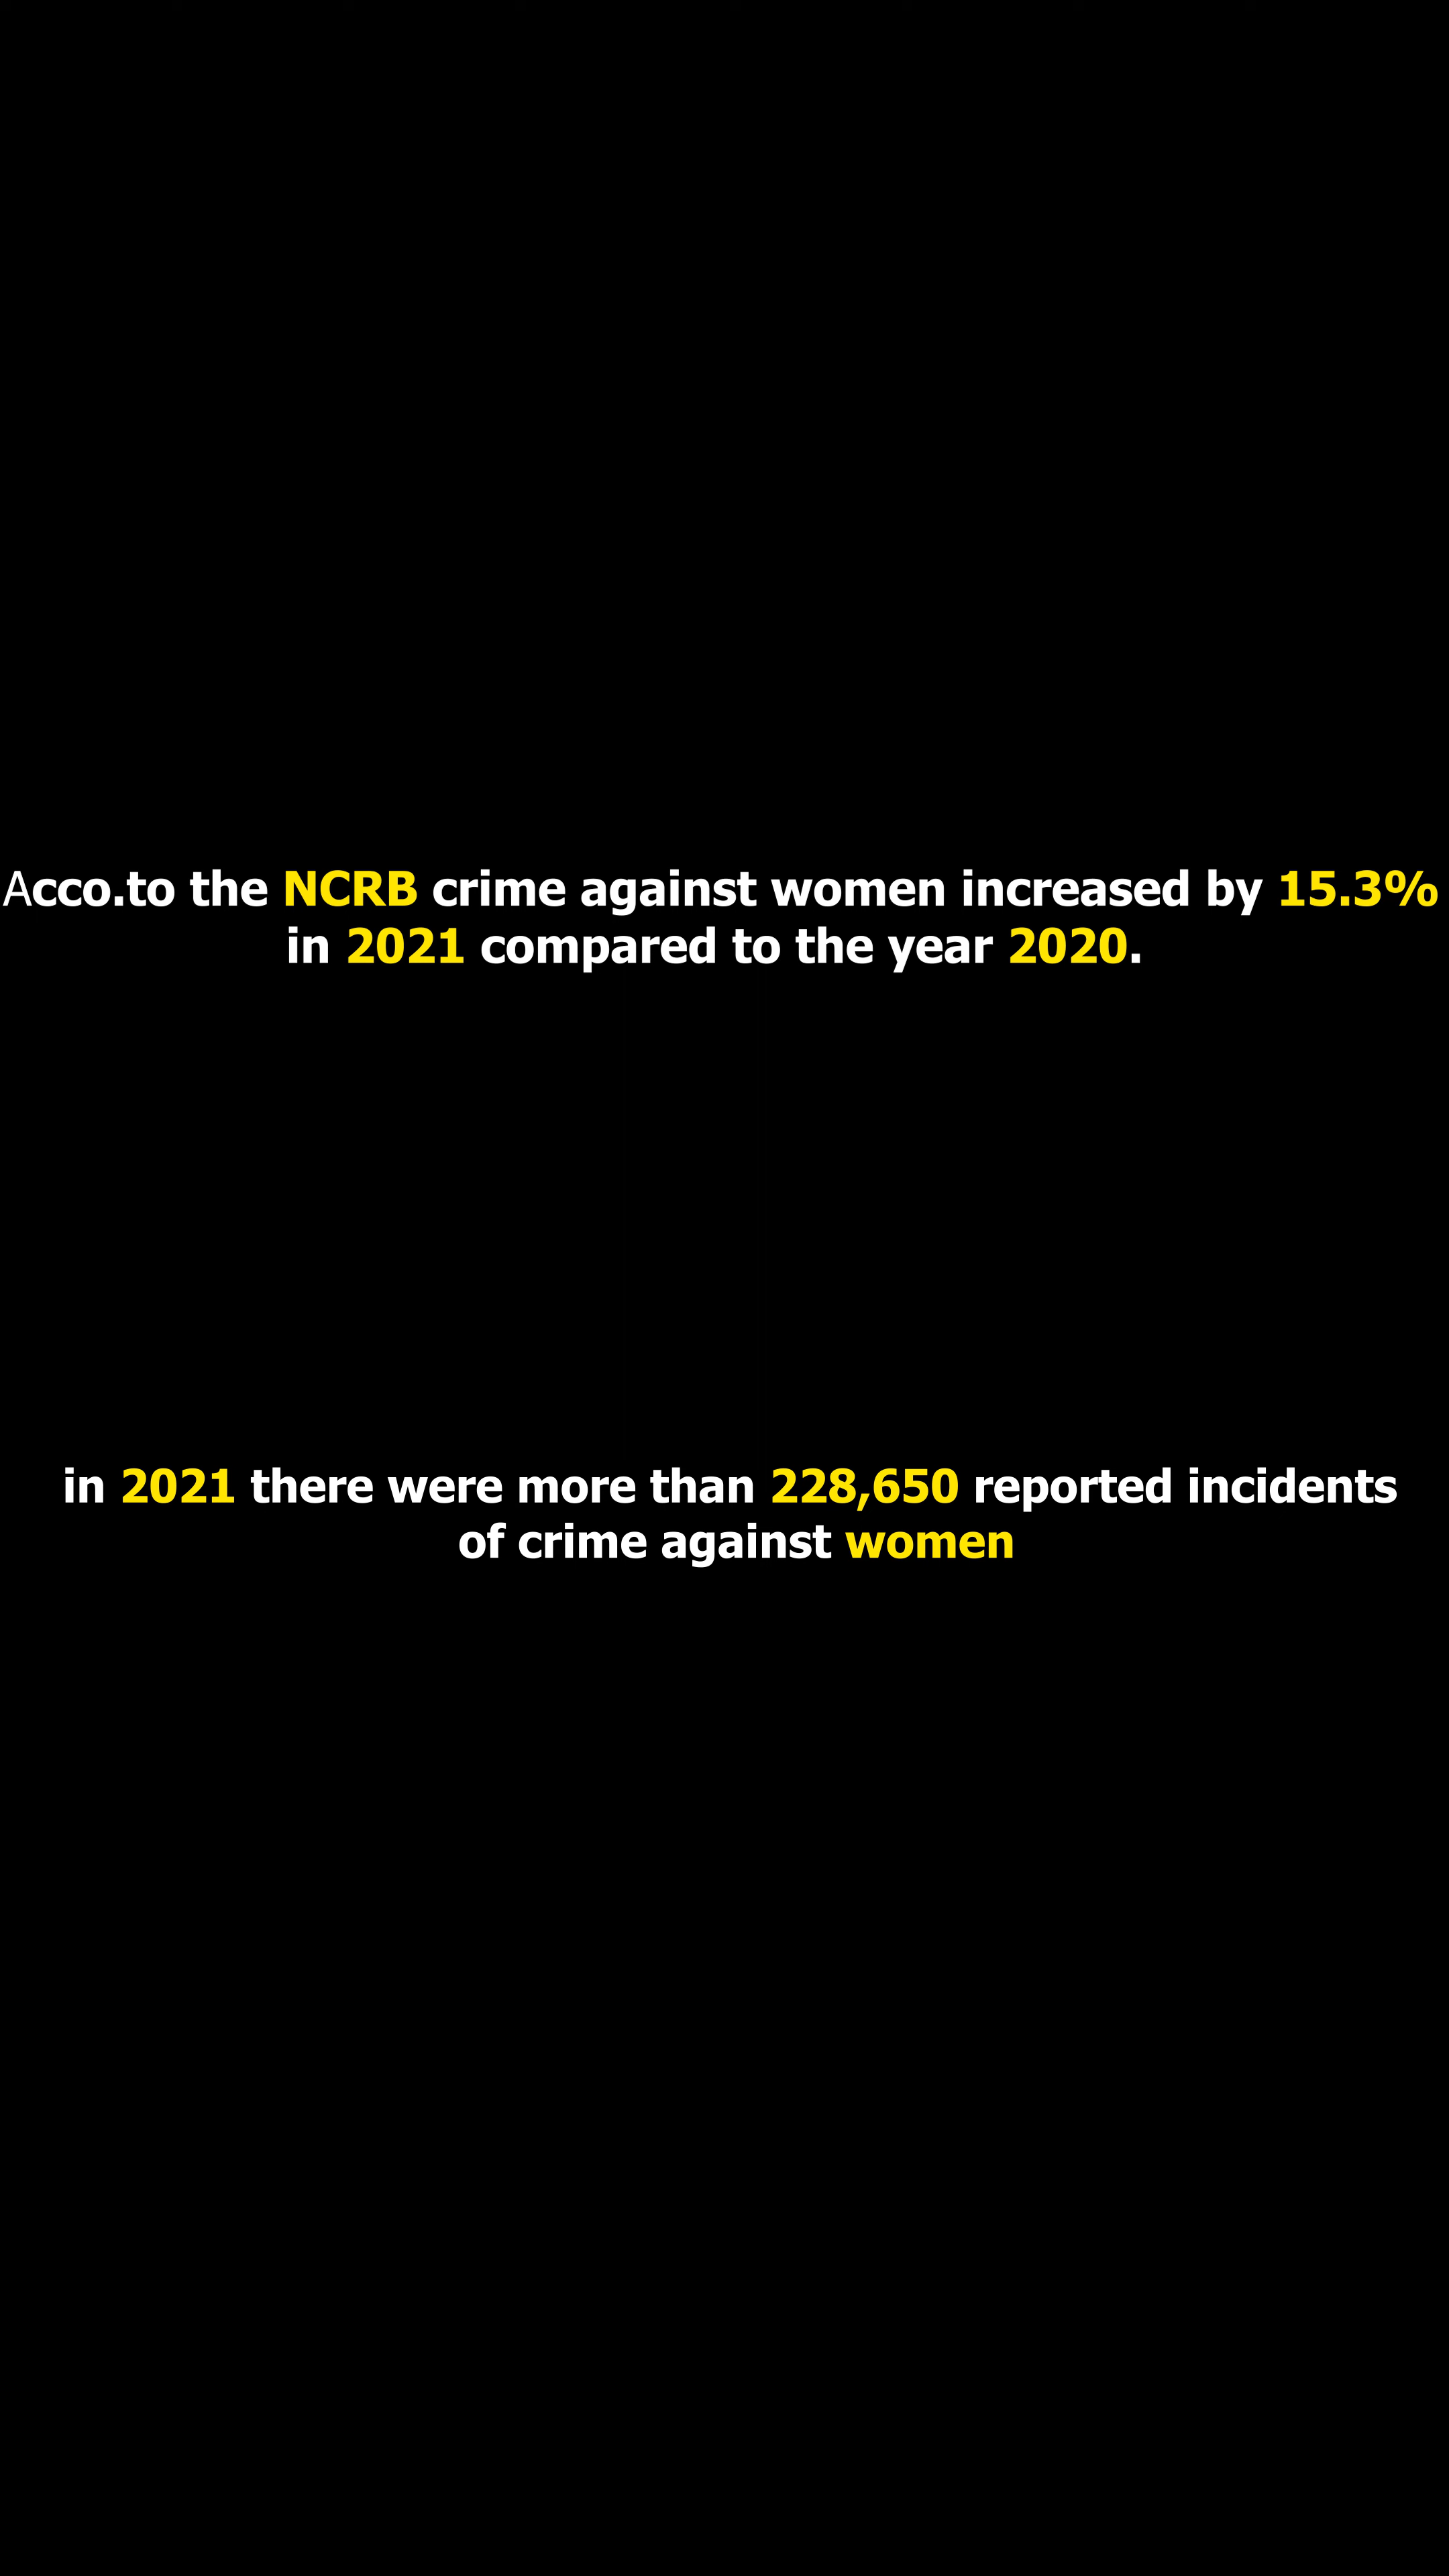 Acco.to the NCRB crime against women increased by 15.3%
in 2021 compared to the year 2020.
in 2021 there were more than 228,650 reported incidents
of crime against women